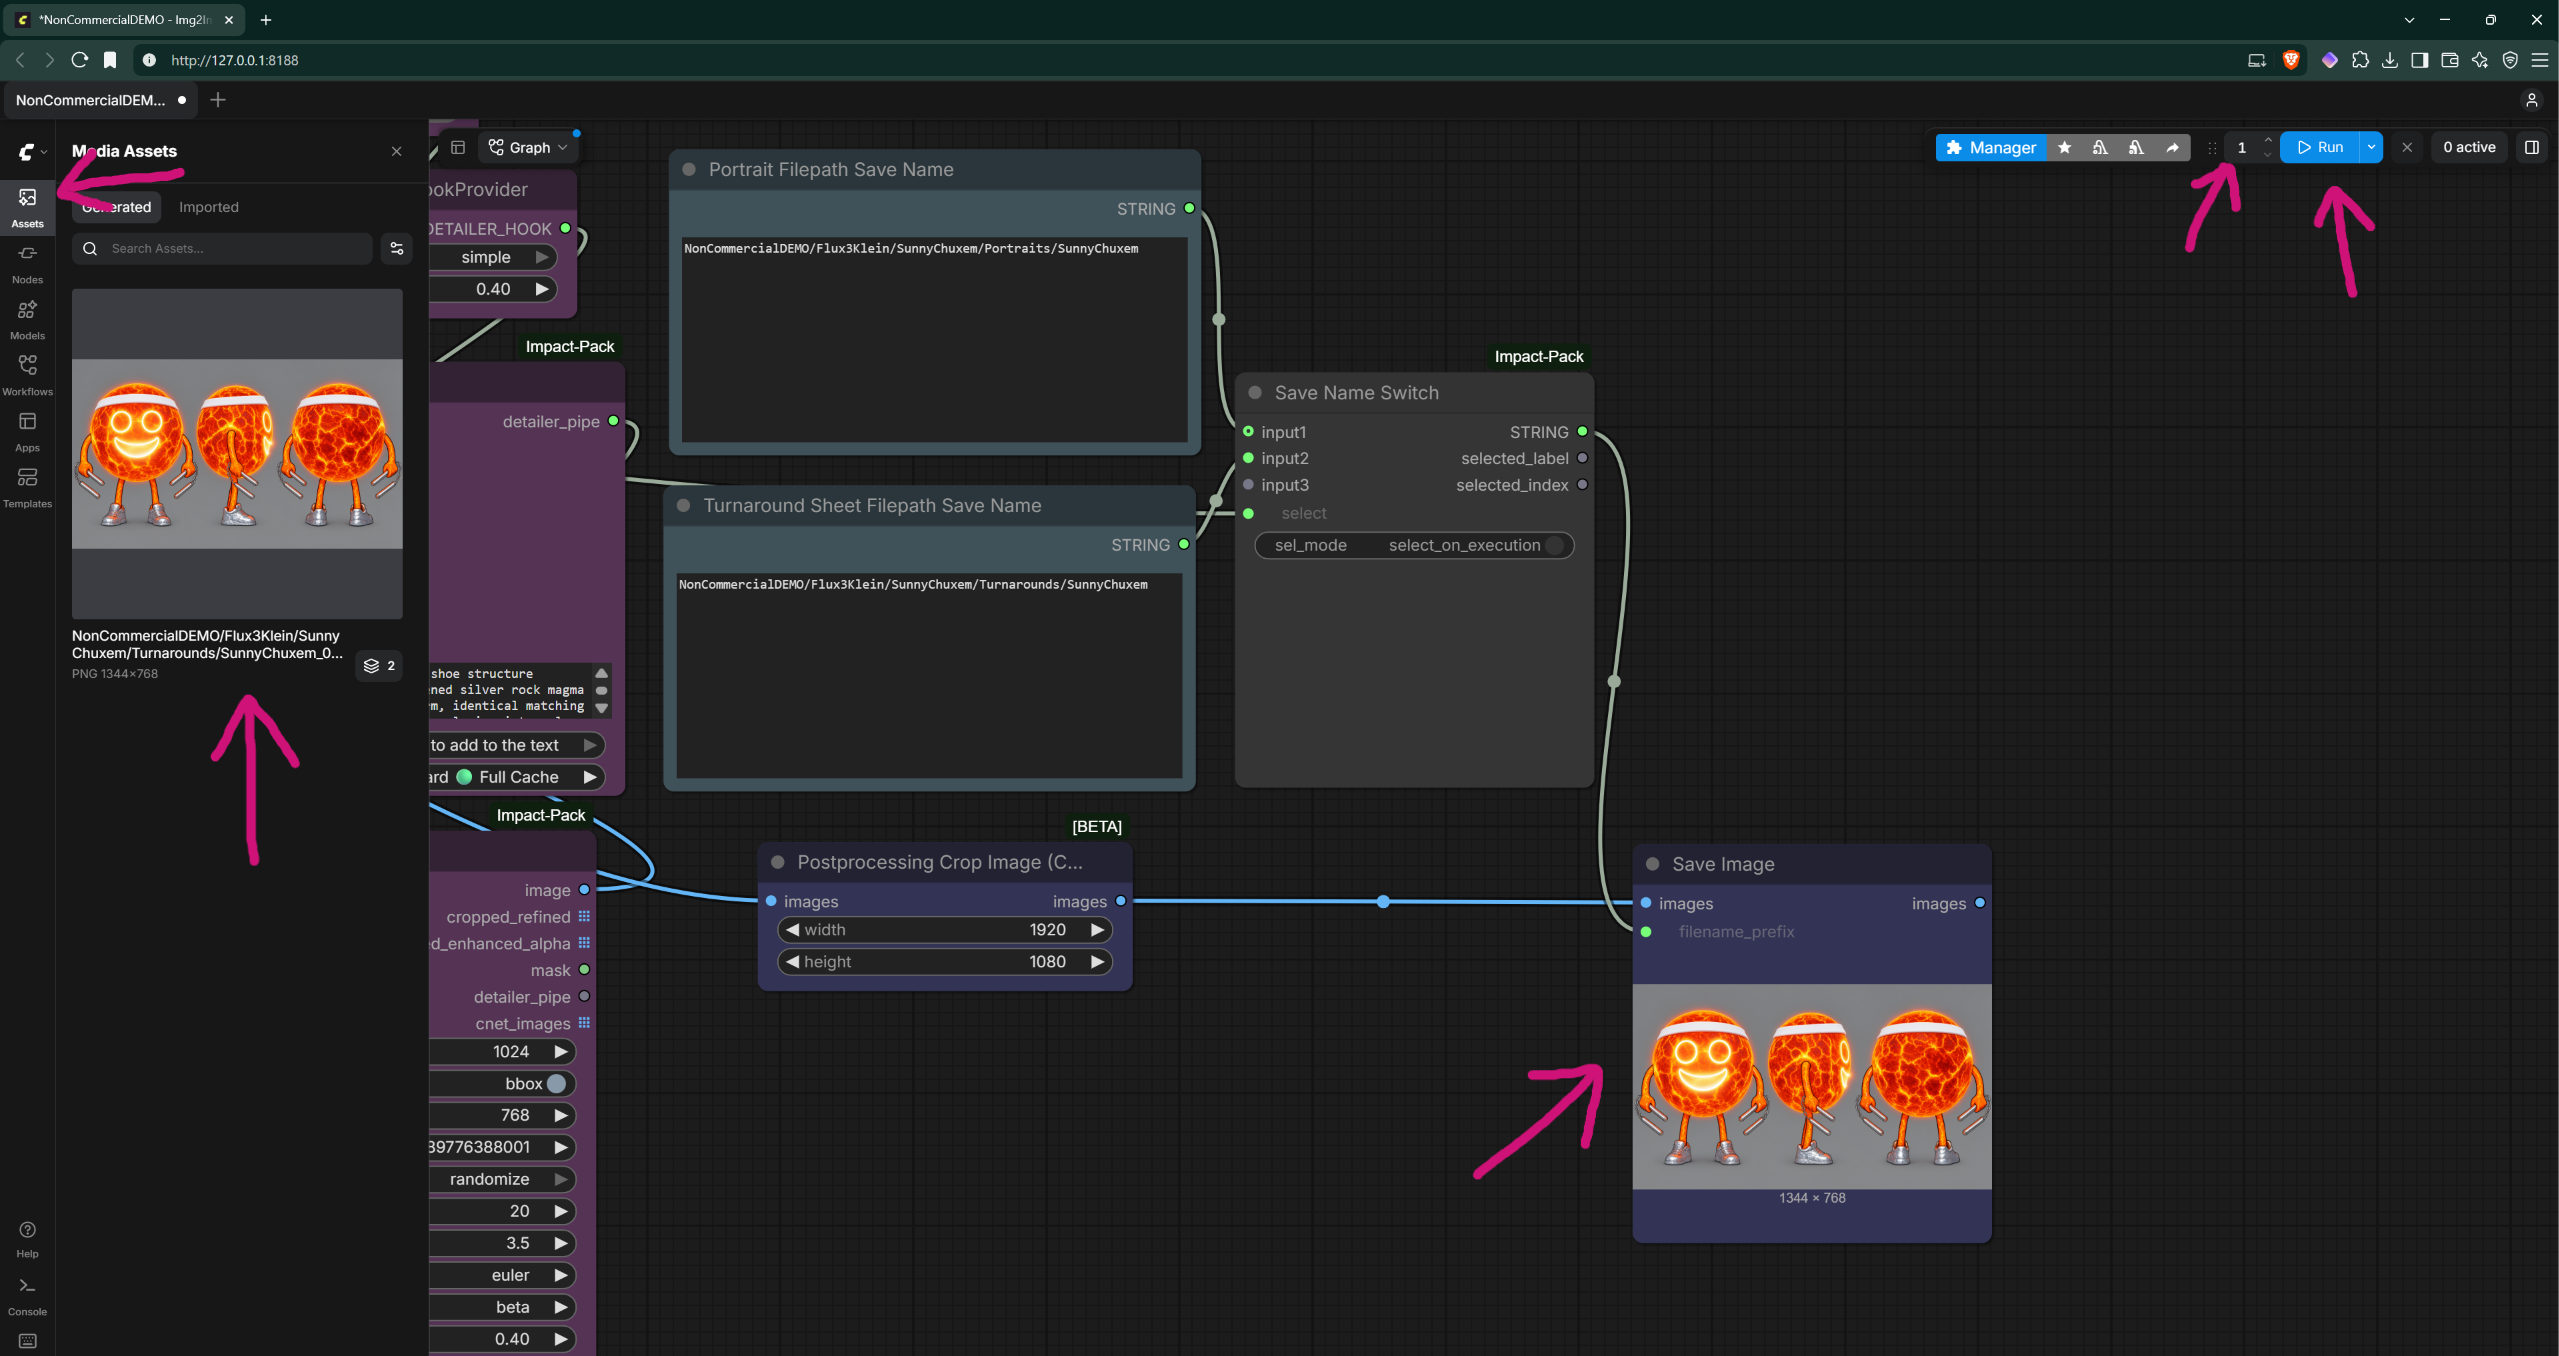 *NonCommercialDEMO - Img2In
http://127.0.0.1:8188
NonCommercialDEM...
Media Assets
Generated
Imported
Search Assets...
Assets
Nodes
Models
Workflows
Apps
Templates
Help
Console
NonCommercialDEMO/Flux3Klein/Sunny
Chuxem/Turnarounds/SunnyChuxem_0...
PNG 1344×768
2
Graph
Manager
1
Run
0 active
ookProvider
DETAILER_HOOK
simple
0.40
Impact-Pack
detailer_pipe
shoe structure
ned silver rock magma
m, identical matching
to add to the text
ard Full Cache
Impact-Pack
image
cropped_refined
ed_enhanced_alpha
mask
detailer_pipe
cnet_images
1024
bbox
768
39776388001
randomize
20
3.5
euler
beta
0.40
Portrait Filepath Save Name
STRING
NonCommercialDEMO/Flux3Klein/SunnyChuxem/Portraits/SunnyChuxem
Turnaround Sheet Filepath Save Name
STRING
NonCommercialDEMO/Flux3Klein/SunnyChuxem/Turnarounds/SunnyChuxem
Impact-Pack
Save Name Switch
input1 STRING
input2 selected_label
input3 selected_index
select
sel_mode select_on_execution
[BETA]
Postprocessing Crop Image (C...
images images
width 1920
height 1080
Save Image
images images
filename_prefix
1344 × 768